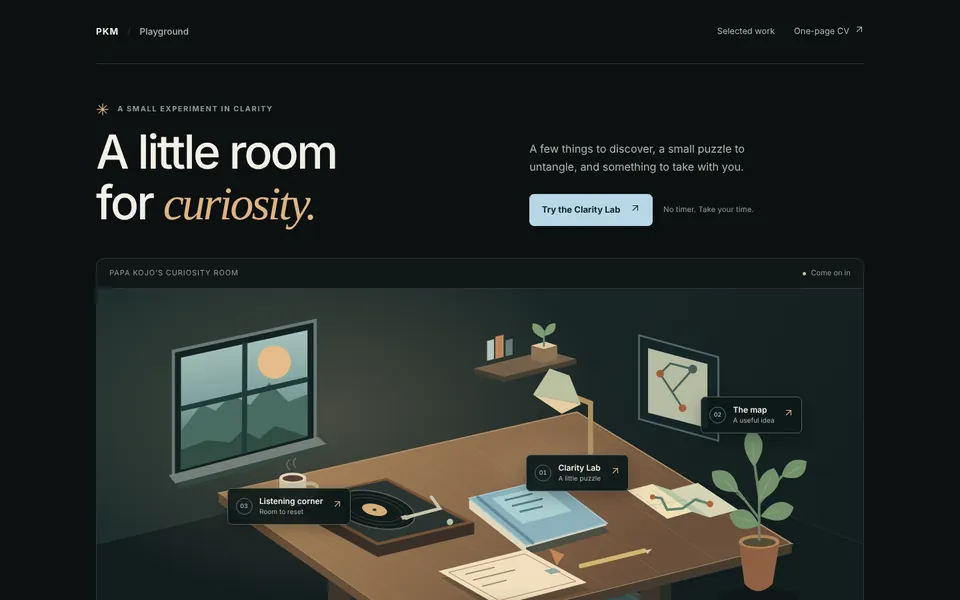 PKM / Playground
Selected work
One-page CV
A SMALL EXPERIMENT IN CLARITY
A little room
for curiosity.
A few things to discover, a small puzzle to
untangle, and something to take with you.
Try the Clarity Lab
No timer. Take your time.
PAPA KOJO'S CURIOSITY ROOM
Come on in
02
The map
A useful idea
01
Clarity Lab
A little puzzle
03
Listening corner
Room to reset